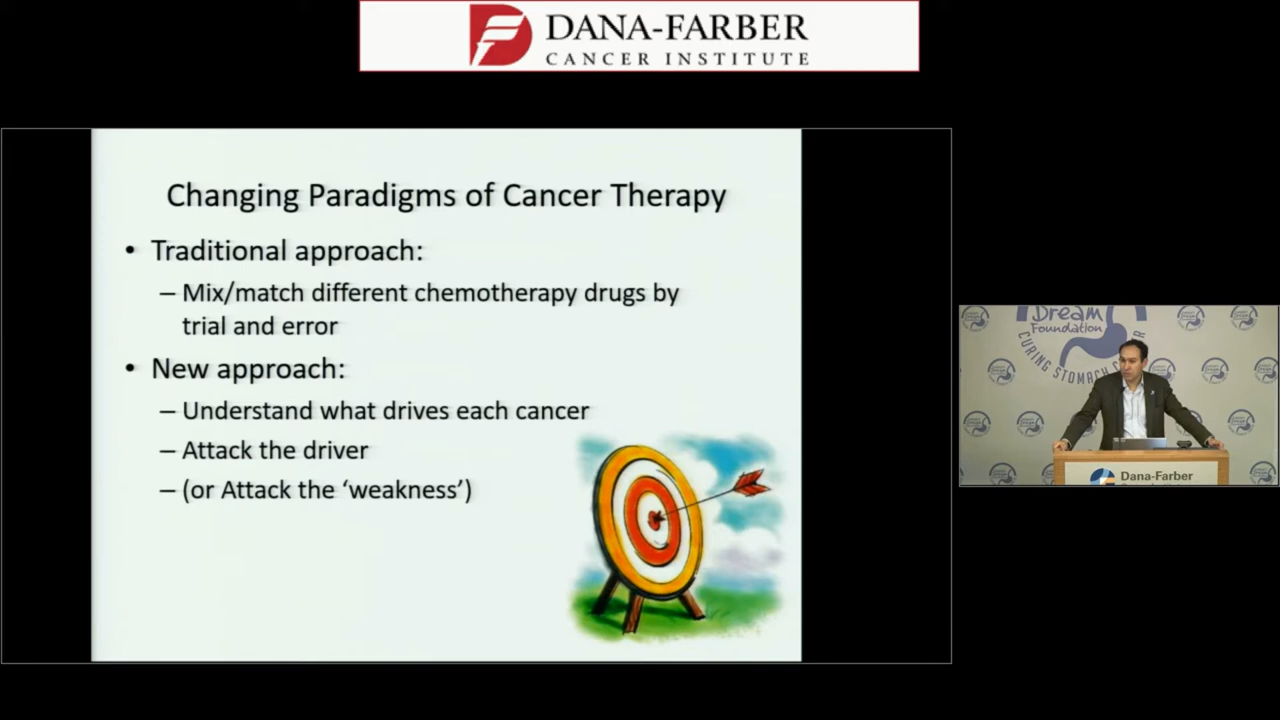 DANA-FARBER
CANCER INSTITUTE
Changing Paradigms of Cancer Therapy
• Traditional approach:
– Mix/match different chemotherapy drugs by
trial and error
• New approach:
– Understand what drives each cancer
– Attack the driver
– (or Attack the ‘weakness’)
Dream
Foundation
CURING STOMACH
Dana-Farber